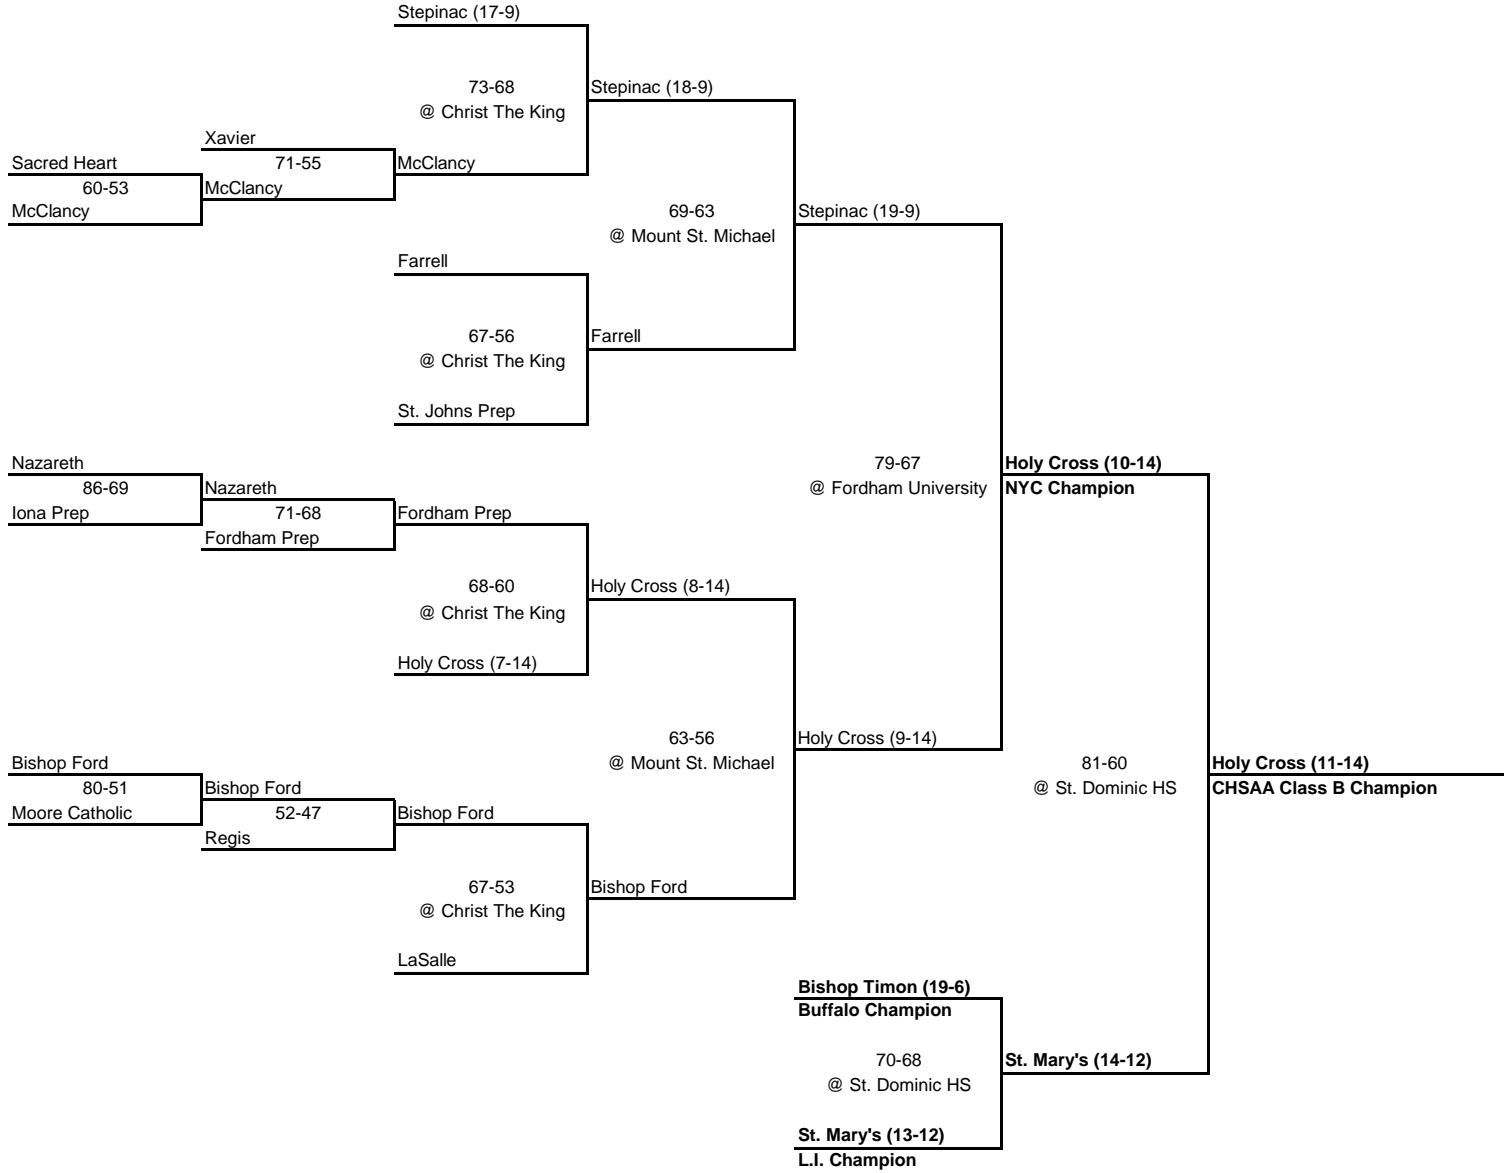 Stepinac (17-9)
73-68
@ Christ The King
Stepinac (18-9)
Xavier
Sacred Heart
71-55
McClancy
60-53
McClancy
McClancy
69-63
@ Mount St. Michael
Stepinac (19-9)
Farrell
67-56
@ Christ The King
Farrell
St. Johns Prep
Nazareth
86-69
Iona Prep
Nazareth
71-68
Fordham Prep
Fordham Prep
79-67
@ Fordham University
Holy Cross (10-14)
NYC Champion
68-60
@ Christ The King
Holy Cross (8-14)
Holy Cross (7-14)
63-56
@ Mount St. Michael
Holy Cross (9-14)
Bishop Ford
80-51
Moore Catholic
Bishop Ford
52-47
Regis
Bishop Ford
81-60
@ St. Dominic HS
Holy Cross (11-14)
CHSAA Class B Champion
67-53
@ Christ The King
Bishop Ford
LaSalle
Bishop Timon (19-6)
Buffalo Champion
70-68
@ St. Dominic HS
St. Mary's (14-12)
St. Mary's (13-12)
L.I. Champion